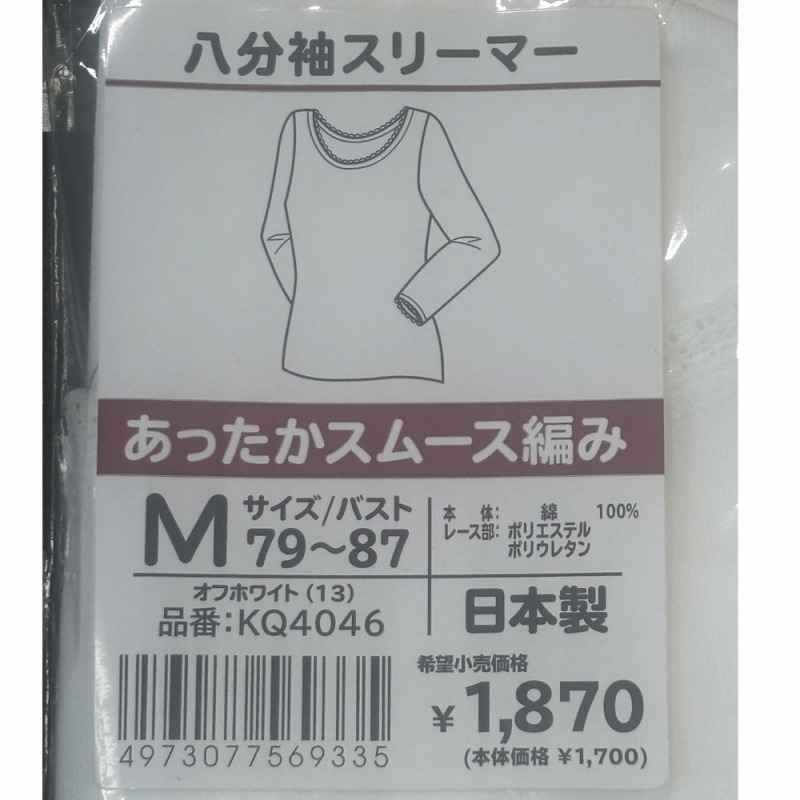 八分袖スリーマー
あったかスムース編み
M サイズ/バスト
79〜87
本 体: 綿 100%
レース部: ポリエステル
ポリウレタン
オフホワイト(13)
品番:KQ4046
日本製
希望小売価格
¥1,870
(本体価格 ¥1,700)
4973077569335